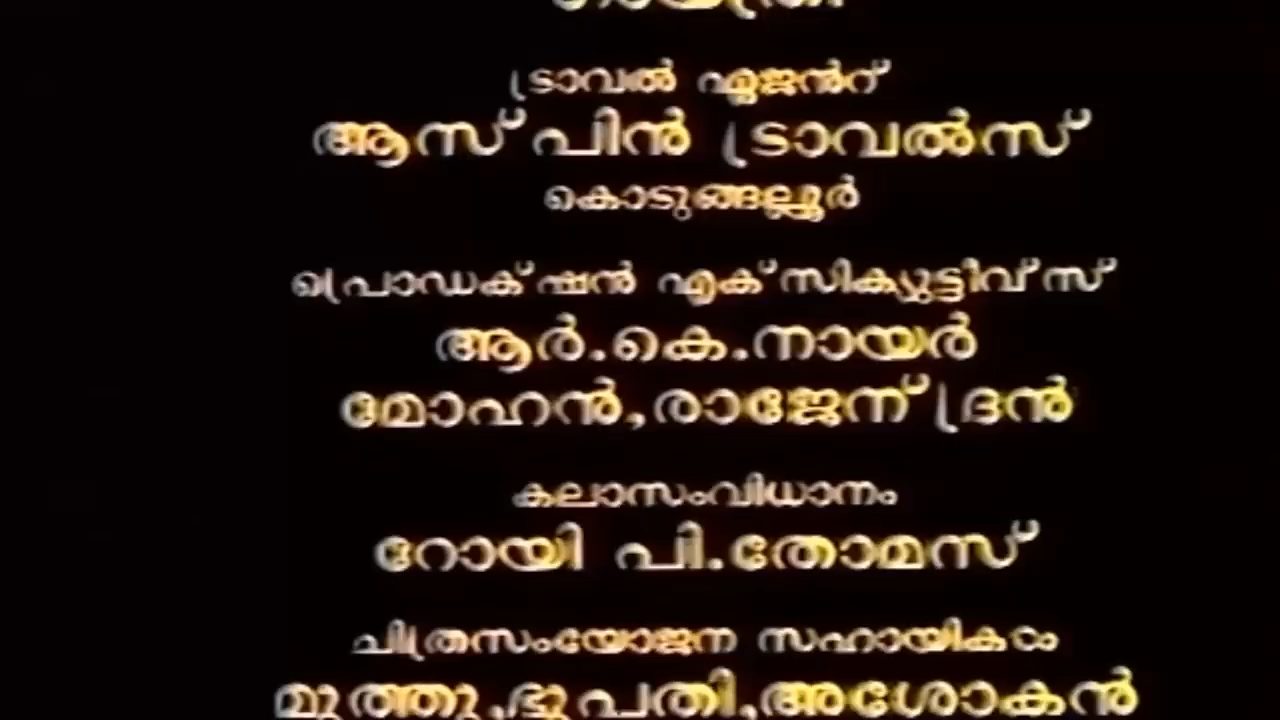 ഗായത്രി
ട്രാവൽ ഏജൻറ്
ആസ്പിൻ ട്രാവൽസ്
കൊടുങ്ങല്ലൂർ
പ്രൊഡക്ഷൻ എക്സിക്യുട്ടീവ്സ്
ആർ.കെ.നായർ
മോഹൻ,രാജേന്ദ്രൻ
കലാസംവിധാനം
റോയി പി.തോമസ്
ചിത്രസംയോജന സഹായികൾ
മുത്തു,ഭൂപതി,അശോകൻ